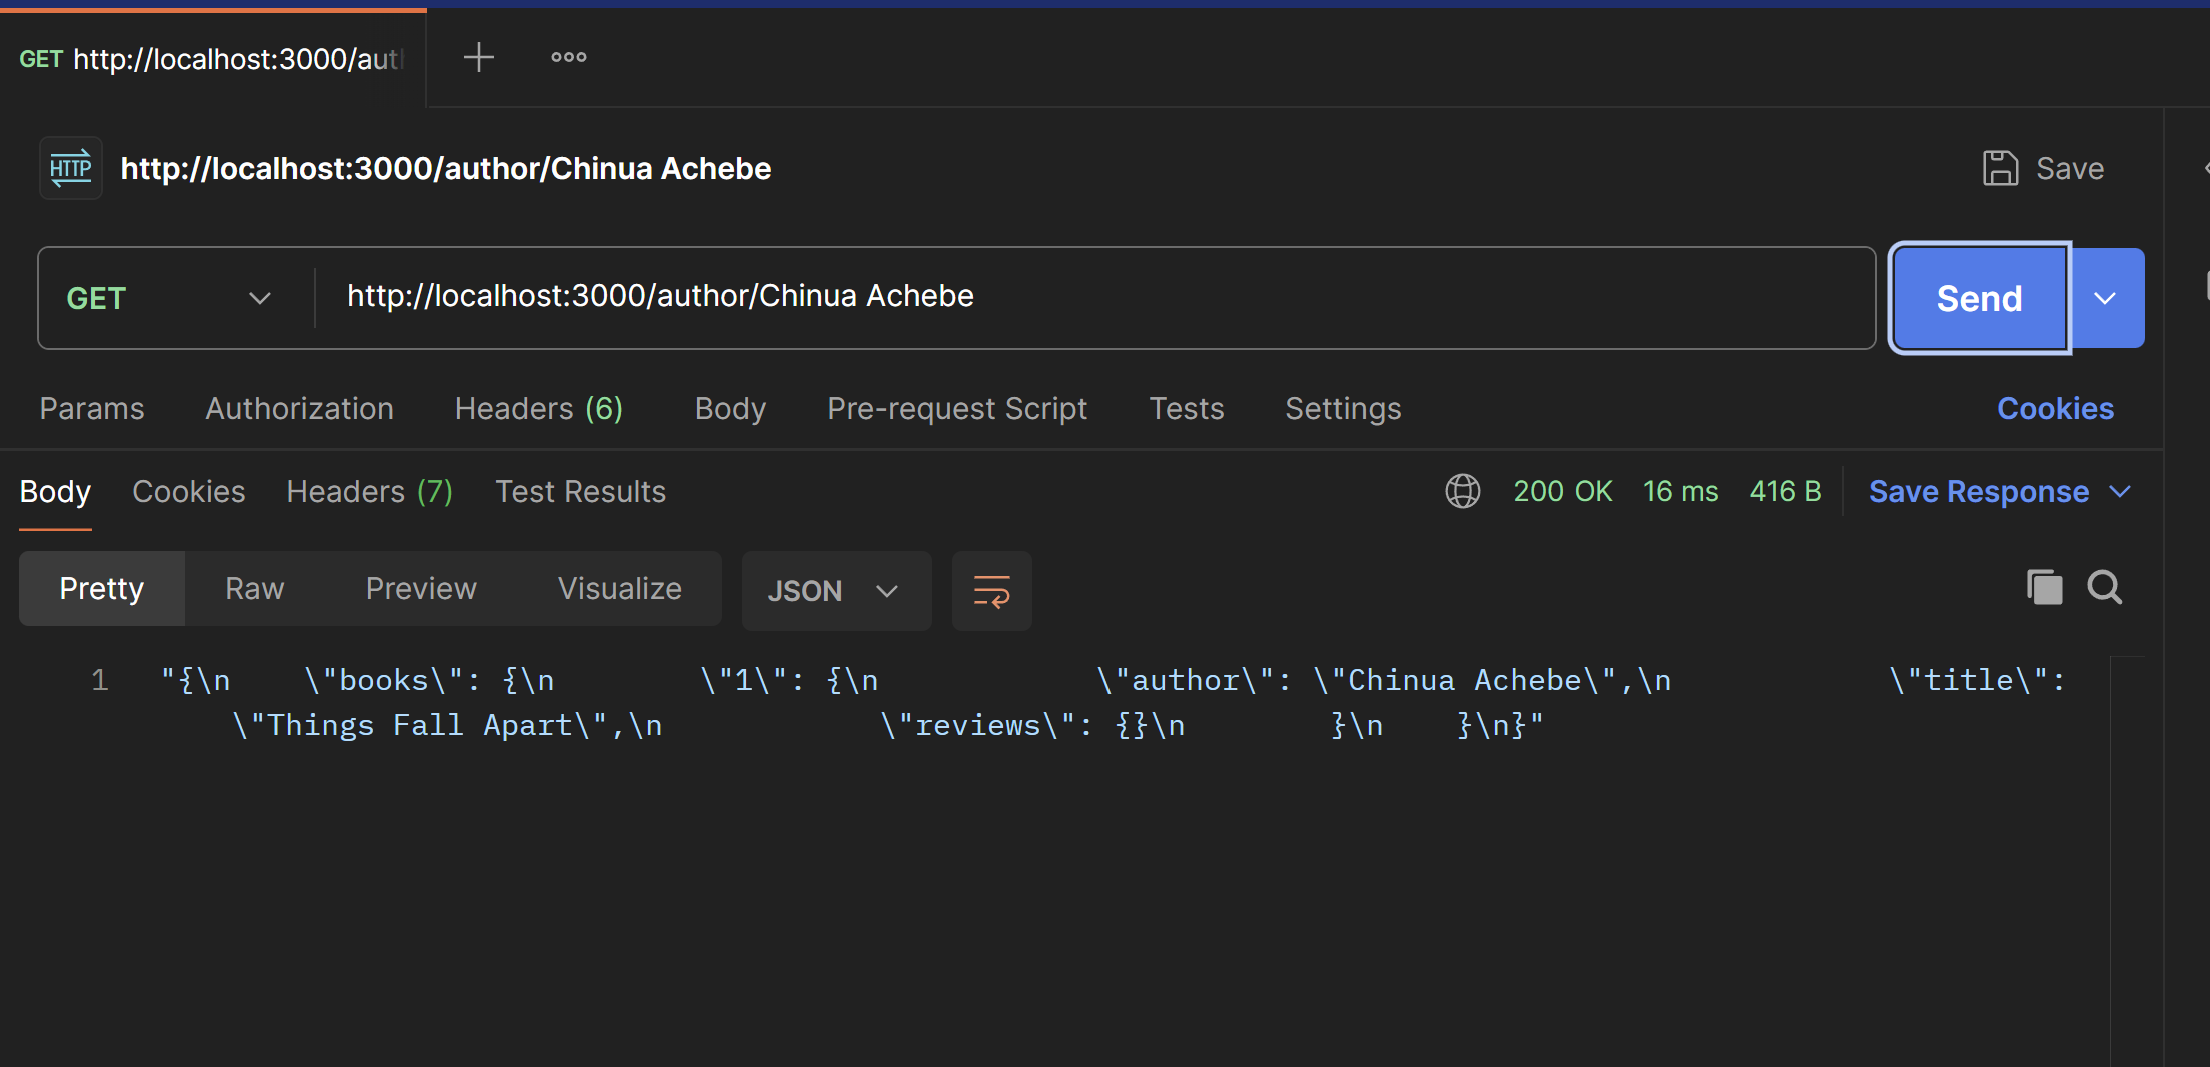 GET http://localhost:3000/aut
HTTP http://localhost:3000/author/Chinua Achebe
Save
GET http://localhost:3000/author/Chinua Achebe
Send
Params Authorization Headers (6) Body Pre-request Script Tests Settings Cookies
Body Cookies Headers (7) Test Results 200 OK 16 ms 416 B Save Response
Pretty Raw Preview Visualize JSON
1 "{\n    \"books\": {\n        \"1\": {\n            \"author\": \"Chinua Achebe\",\n            \"title\":
\"Things Fall Apart\",\n            \"reviews\": {}\n        }\n    }\n}"